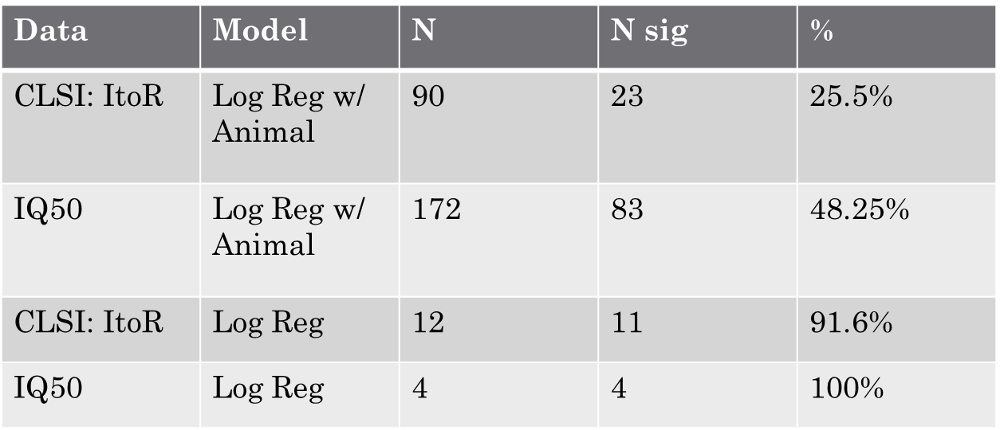 Data Model N N sig %
CLSI: ItoR Log Reg w/ 90 23 25.5%
Animal
IQ50 Log Reg w/ 172 83 48.25%
Animal
CLSI: ItoR Log Reg 12 11 91.6%
IQ50 Log Reg 4 4 100%